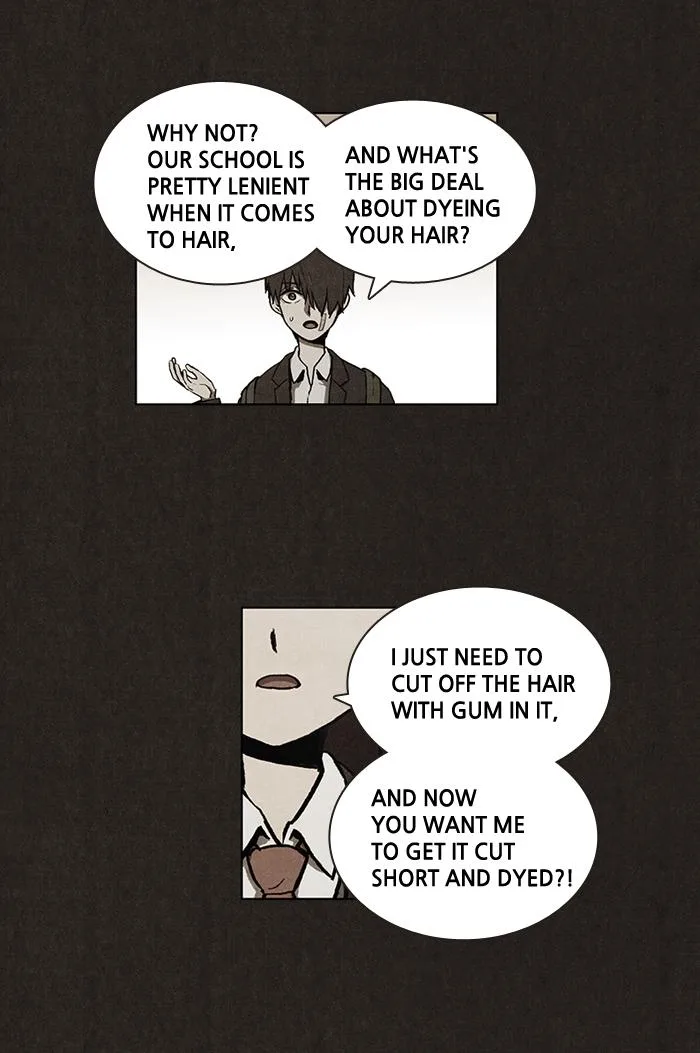 WHY NOT?
OUR SCHOOL IS
PRETTY LENIENT
WHEN IT COMES
TO HAIR,
AND WHAT'S
THE BIG DEAL
ABOUT DYEING
YOUR HAIR?
I JUST NEED TO
CUT OFF THE HAIR
WITH GUM IN IT,
AND NOW
YOU WANT ME
TO GET IT CUT
SHORT AND DYED?!